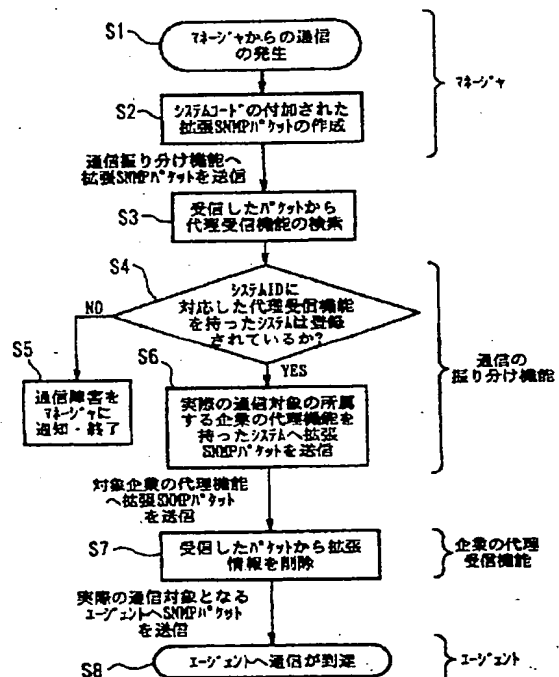 S1
ﾏﾈｰｼﾞｬからの通信
の発生
マネージャ
S2
ｼｽﾃﾑｺｰﾄﾞの付加された
拡張SNMPﾊﾟｹｯﾄの作成
通信振り分け機能へ
拡張SNMPﾊﾟｹｯﾄを送信
S3
受信したﾊﾟｹｯﾄから
代理受信機能の検索
S4
ｼｽﾃﾑIDに
対応した代理受信機能
を持ったｼｽﾃﾑは登録
されているか?
NO
YES
通信の
振り分け機能
S5
通信障害を
ﾏﾈｰｼﾞｬに
通知・終了
S6
実際の通信対象の所属
する企業の代理機能を
持ったｼｽﾃﾑへ拡張
SNMPﾊﾟｹｯﾄを送信
対象企業の代理機能
へ拡張SNMPﾊﾟｹｯﾄ
を送信
S7
受信したﾊﾟｹｯﾄから拡張
情報を削除
企業の代理
受信機能
実際の通信対象となる
ｴｰｼﾞｪﾝﾄへSNMPﾊﾟｹｯﾄ
を送信
S8
ｴｰｼﾞｪﾝﾄへ通信が到達
ｴｰｼﾞｪﾝﾄ